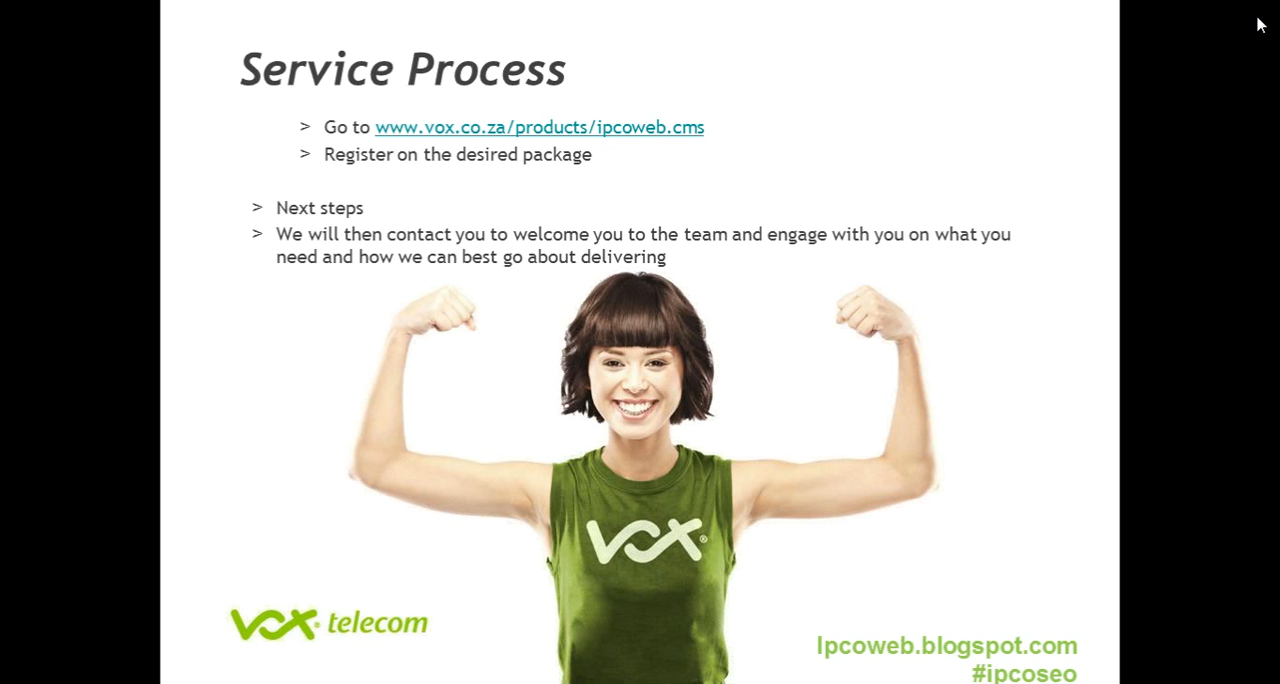 Service Process
> Go to www.vox.co.za/products/ipcoweb.cms
> Register on the desired package
> Next steps
> We will then contact you to welcome you to the team and engage with you on what you
need and how we can best go about delivering
VOX®
VOX® telecom
Ipcoweb.blogspot.com
#ipcoseo